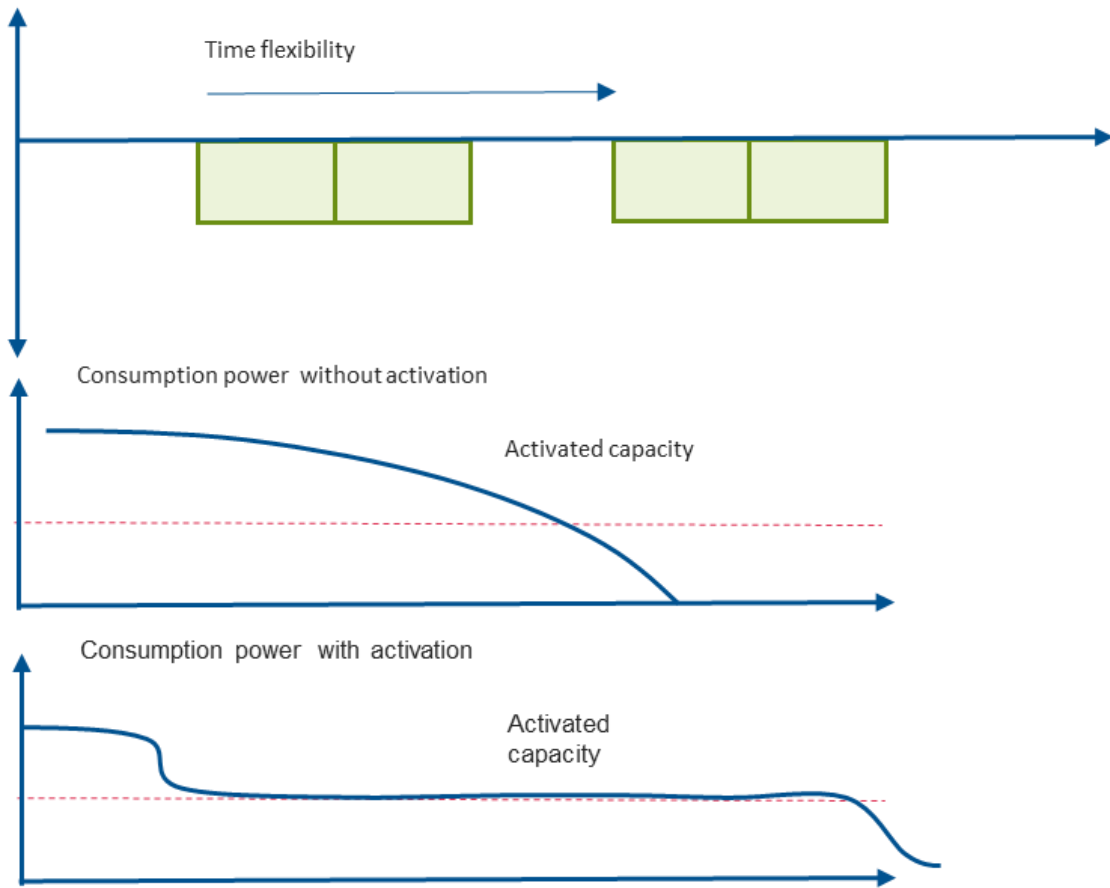 Time flexibility
Consumption power without activation
Activated capacity
Consumption power with activation
Activated
capacity